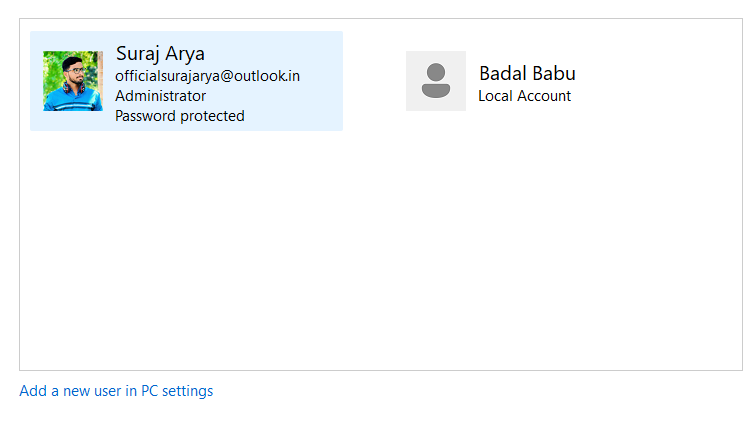 Suraj Arya
officialsurajarya@outlook.in
Administrator
Password protected
Badal Babu
Local Account
Add a new user in PC settings